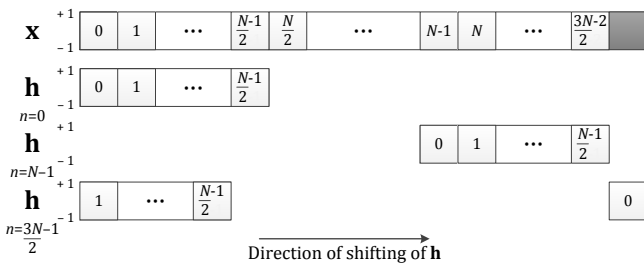 x +1 -1 0 1 ... N-1/2 N/2 ... N-1 N ... 3N-2/2
h n=0 +1 -1 0 1 ... N-1/2
h n=N-1 +1 -1 0 1 ... N-1/2
h n=3N-1/2 +1 -1 1 ... N-1/2 0
Direction of shifting of h